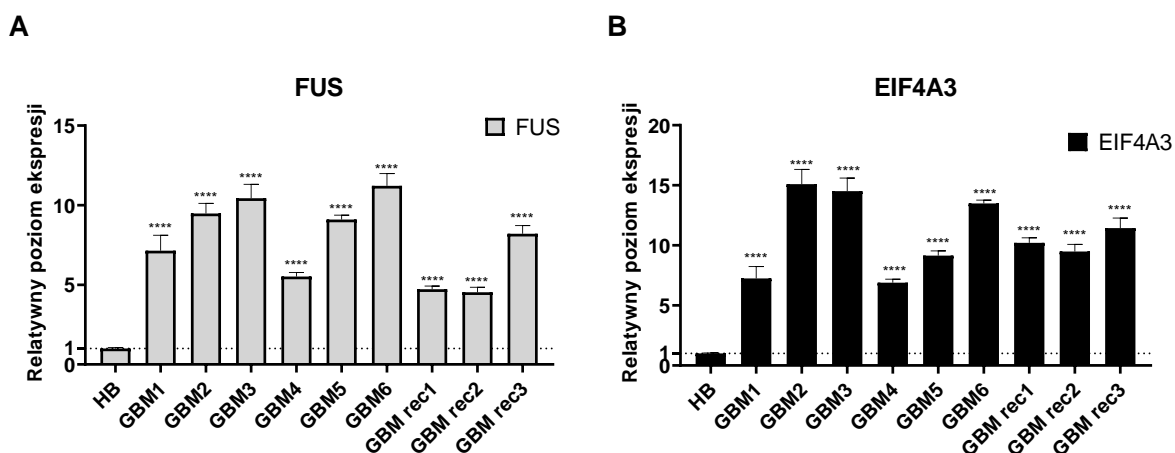 A
FUS
FUS
Relatywny poziom ekspresji
15
10
5
1
0
****
****
****
****
****
****
****
****
****
HB
GBM1
GBM2
GBM3
GBM4
GBM5
GBM6
GBM rec1
GBM rec2
GBM rec3
B
EIF4A3
EIF4A3
Relatywny poziom ekspresji
20
15
10
5
1
0
****
****
****
****
****
****
****
****
****
HB
GBM1
GBM2
GBM3
GBM4
GBM5
GBM6
GBM rec1
GBM rec2
GBM rec3